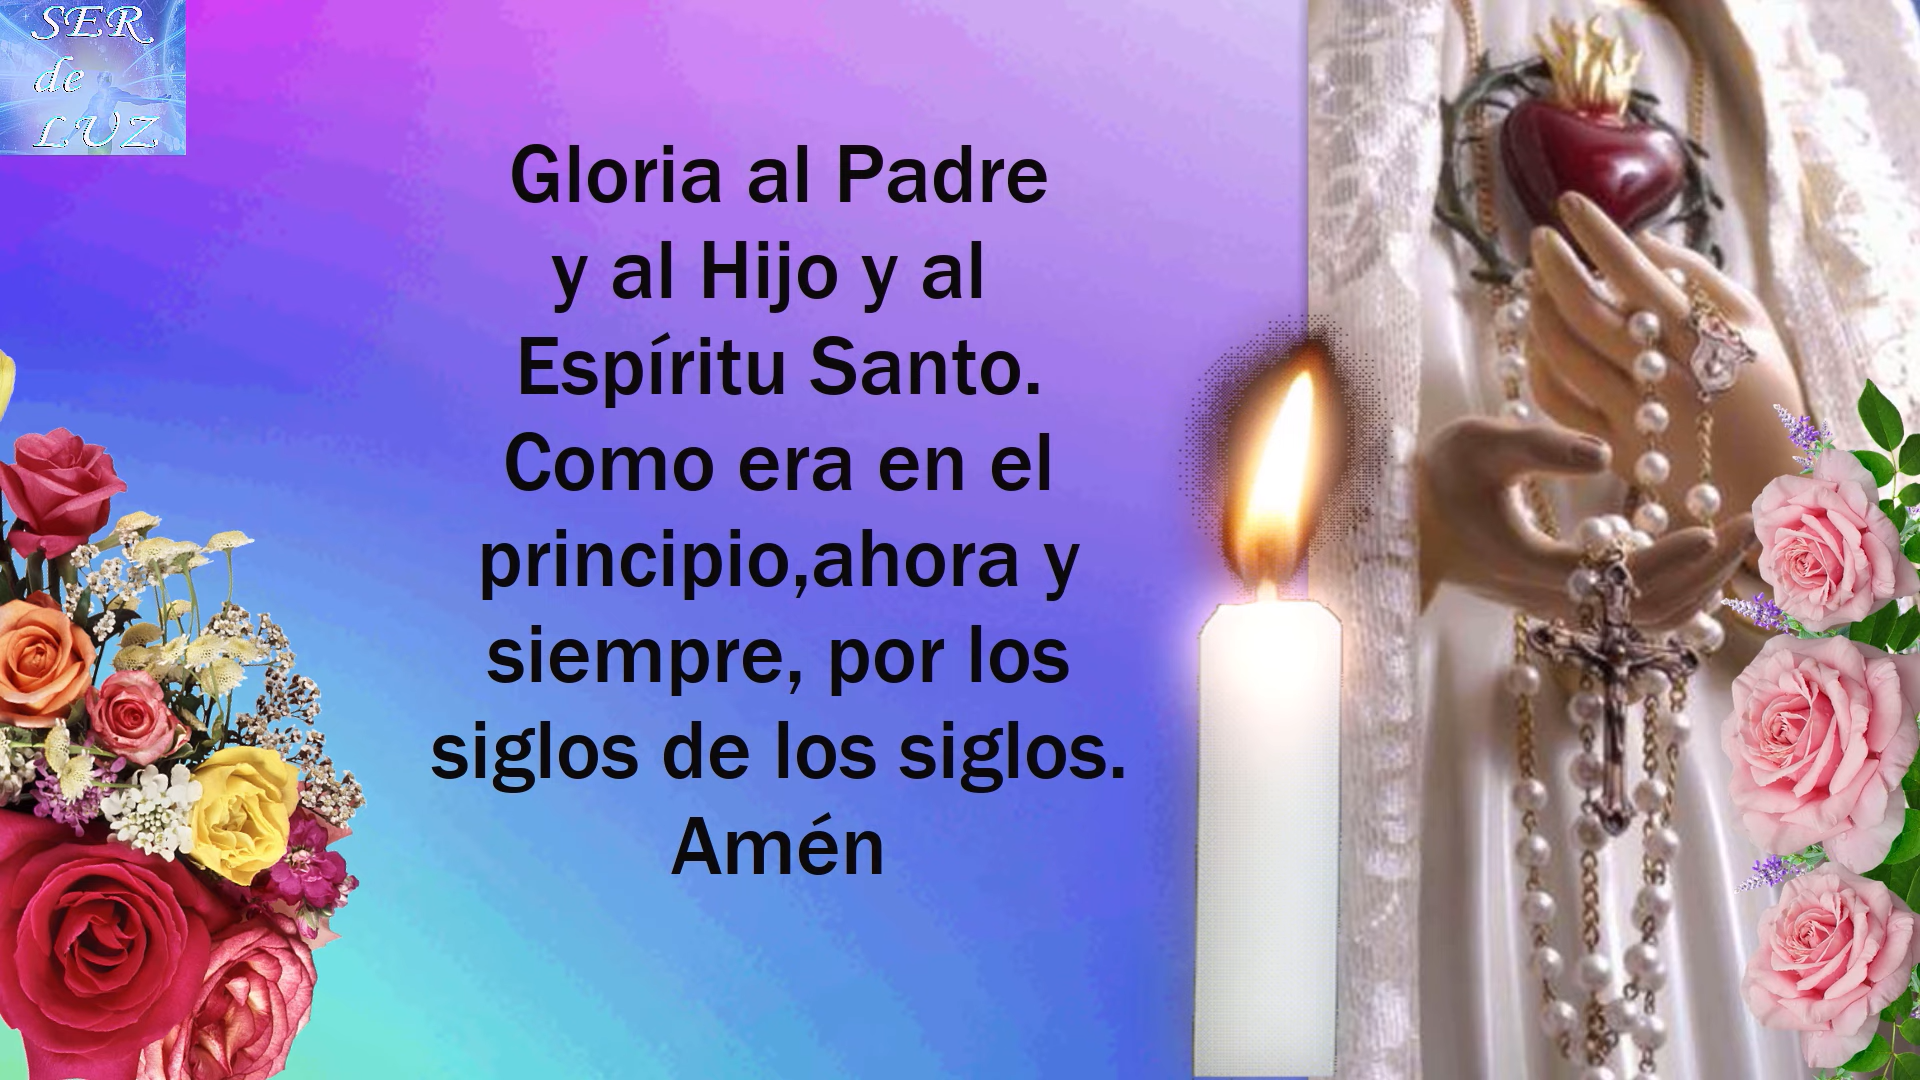 SER
de
LUZ
Gloria al Padre
y al Hijo y al
Espíritu Santo.
Como era en el
principio,ahora y
siempre, por los
siglos de los siglos.
Amén